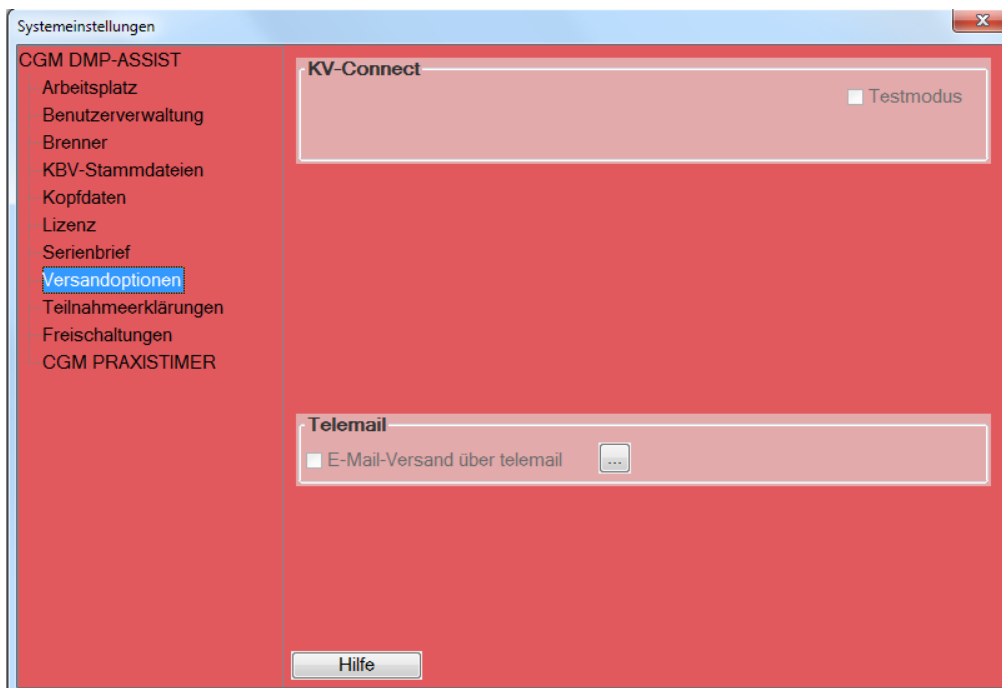 Systemeinstellungen
CGM DMP-ASSIST
Arbeitsplatz
Benutzerverwaltung
Brenner
KBV-Stammdateien
Kopfdaten
Lizenz
Serienbrief
Versandoptionen
Teilnahmeerklärungen
Freischaltungen
CGM PRAXISTIMER
KV-Connect
Testmodus
Telemail
E-Mail-Versand über telemail
...
Hilfe